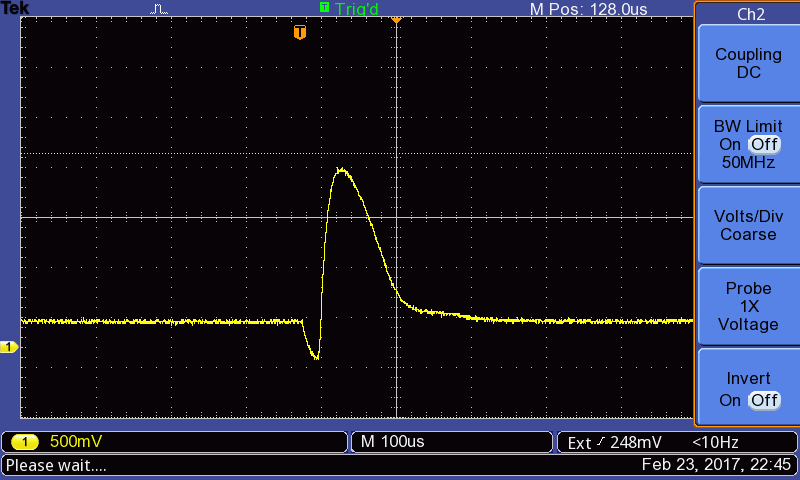 Tek T Trig'd M Pos: 128.0us Ch2
T
Coupling
DC
BW Limit
On Off
50MHz
Volts/Div
Coarse
Probe
1X
Voltage
1
Invert
On Off
1 500mV M 100us Ext 248mV <10Hz
Please wait.... Feb 23, 2017, 22:45